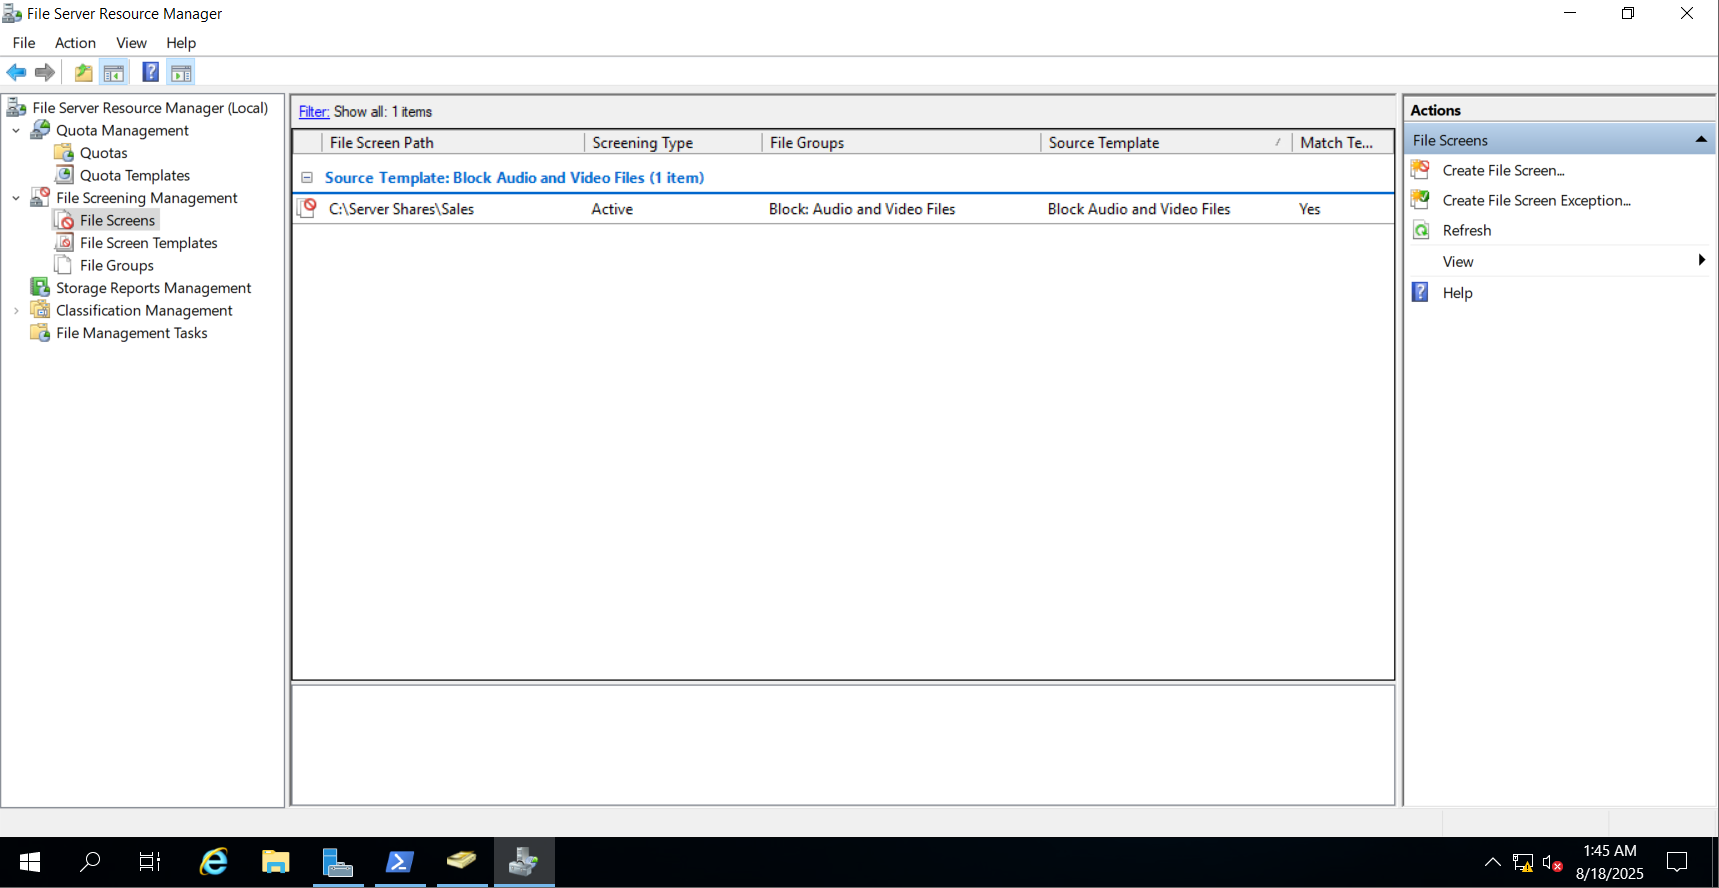 File Server Resource Manager
File Action View Help
File Server Resource Manager (Local)
Quota Management
Quotas
Quota Templates
File Screening Management
File Screens
File Screen Templates
File Groups
Storage Reports Management
Classification Management
File Management Tasks
Filter: Show all: 1 items
File Screen Path Screening Type File Groups Source Template Match Te...
Source Template: Block Audio and Video Files (1 item)
C:\Server Shares\Sales Active Block: Audio and Video Files Block Audio and Video Files Yes
Actions
File Screens
Create File Screen...
Create File Screen Exception...
Refresh
View
Help
1:45 AM
8/18/2025